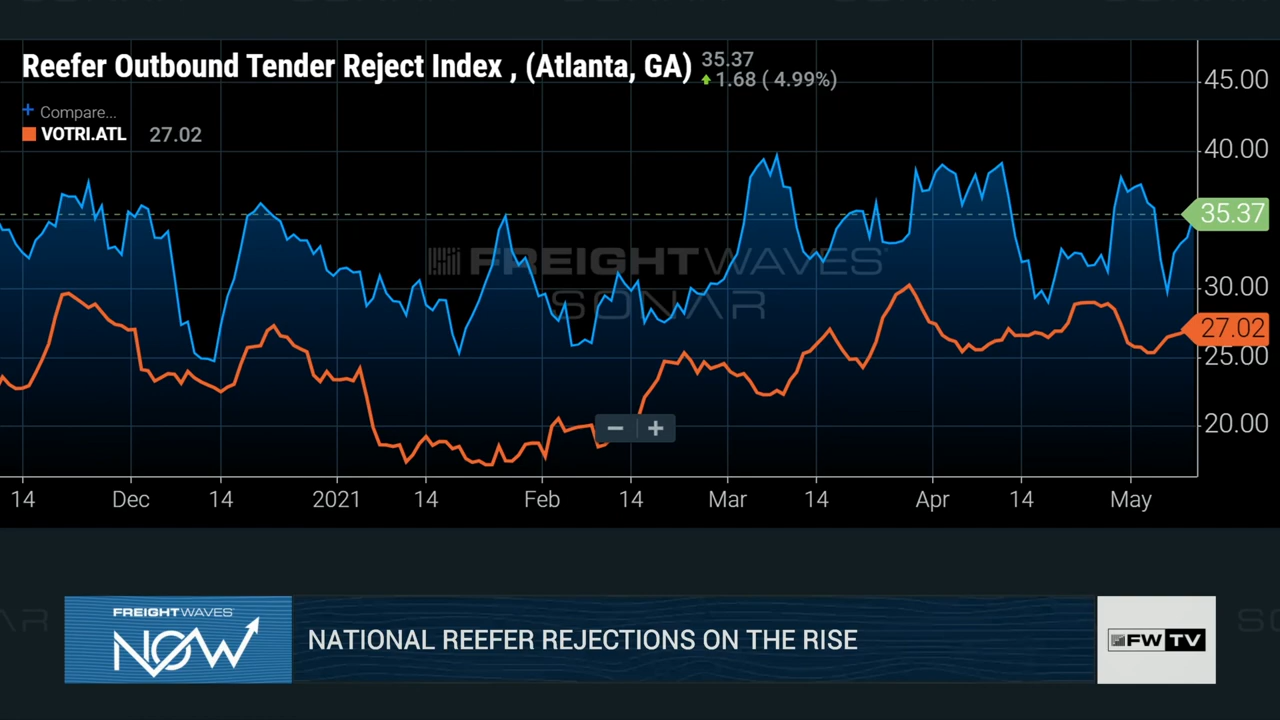 Reefer Outbound Tender Reject Index , (Atlanta, GA) 35.37
1.68 ( 4.99%)
+ Compare...
VOTRI.ATL 27.02
45.00
40.00
35.37
30.00
27.02
25.00
20.00
FREIGHTWAVES
SONAR
− +
14 Dec 14 2021 14 Feb 14 Mar 14 Apr 14 May
FREIGHTWAVES
NOW
NATIONAL REEFER REJECTIONS ON THE RISE
FWTV